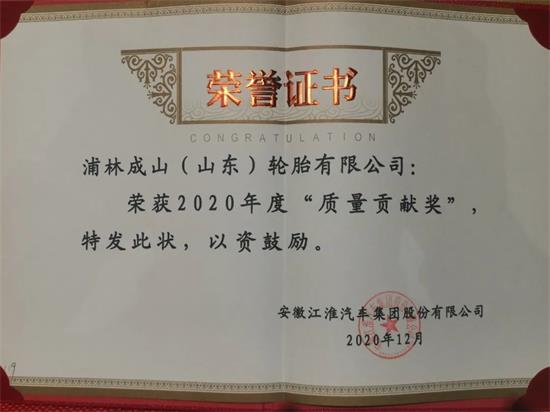 荣誉证书
CONGRATULATION
浦林成山（山东）轮胎有限公司：
荣获2020年度“质量贡献奖”，
特发此状，以资鼓励。
安徽江淮汽车集团股份有限公司
2020年12月